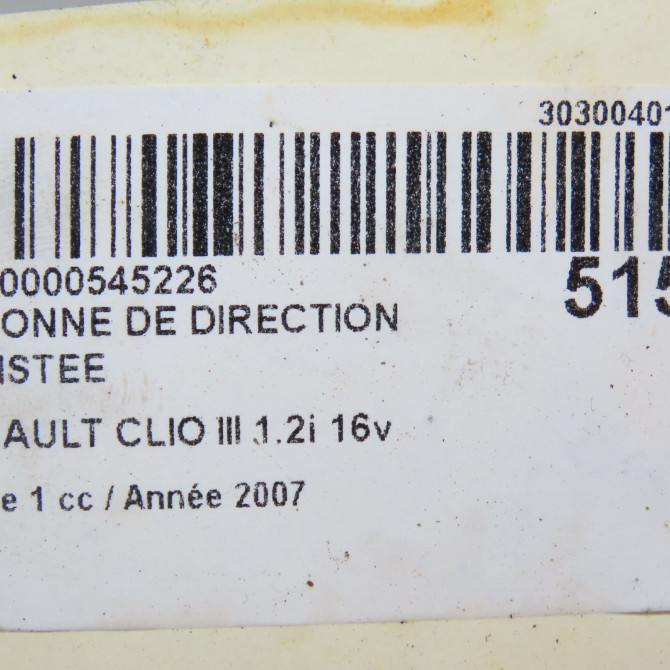 30300401
0000545226
515
ONNE DE DIRECTION
ISTEE
AULT CLIO III 1.2i 16v
e 1 cc / Année 2007